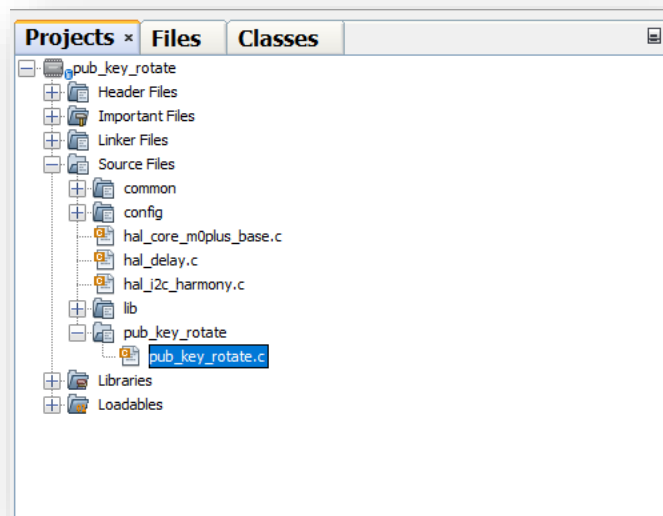 Projects × Files Classes
pub_key_rotate
Header Files
Important Files
Linker Files
Source Files
common
config
hal_core_m0plus_base.c
hal_delay.c
hal_i2c_harmony.c
lib
pub_key_rotate
pub_key_rotate.c
Libraries
Loadables